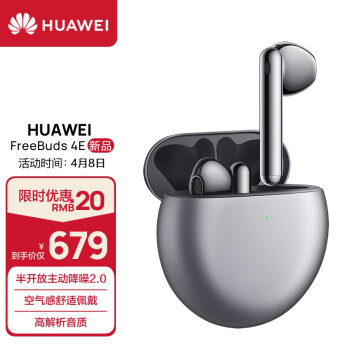 HUAWEI
HUAWEI
FreeBuds 4E 新品
活动时间：4月8日
限时优惠
RMB20
到手价仅 ¥679
半开放主动降噪2.0
空气感舒适佩戴
高解析音质